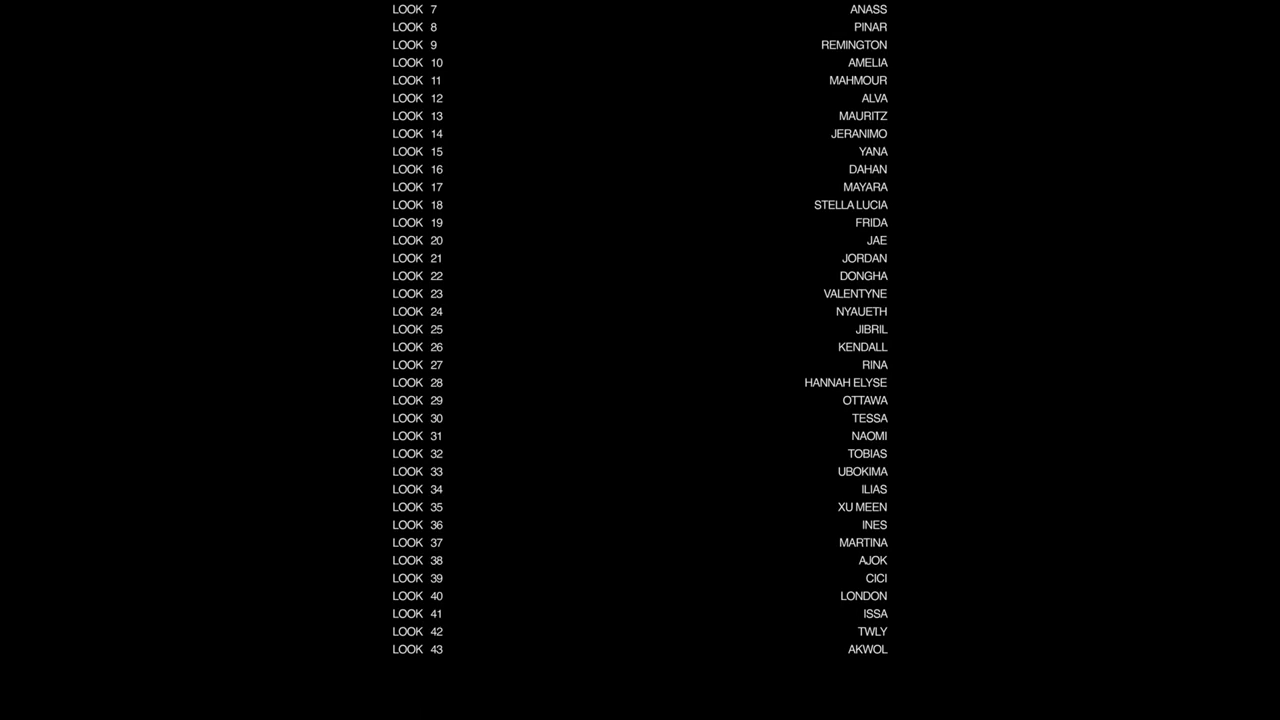 LOOK 7 ANASS
LOOK 8 PINAR
LOOK 9 REMINGTON
LOOK 10 AMELIA
LOOK 11 MAHMOUR
LOOK 12 ALVA
LOOK 13 MAURITZ
LOOK 14 JERANIMO
LOOK 15 YANA
LOOK 16 DAHAN
LOOK 17 MAYARA
LOOK 18 STELLA LUCIA
LOOK 19 FRIDA
LOOK 20 JAE
LOOK 21 JORDAN
LOOK 22 DONGHA
LOOK 23 VALENTYNE
LOOK 24 NYAUETH
LOOK 25 JIBRIL
LOOK 26 KENDALL
LOOK 27 RINA
LOOK 28 HANNAH ELYSE
LOOK 29 OTTAWA
LOOK 30 TESSA
LOOK 31 NAOMI
LOOK 32 TOBIAS
LOOK 33 UBOKIMA
LOOK 34 ILIAS
LOOK 35 XU MEEN
LOOK 36 INES
LOOK 37 MARTINA
LOOK 38 AJOK
LOOK 39 CICI
LOOK 40 LONDON
LOOK 41 ISSA
LOOK 42 TWLY
LOOK 43 AKWOL